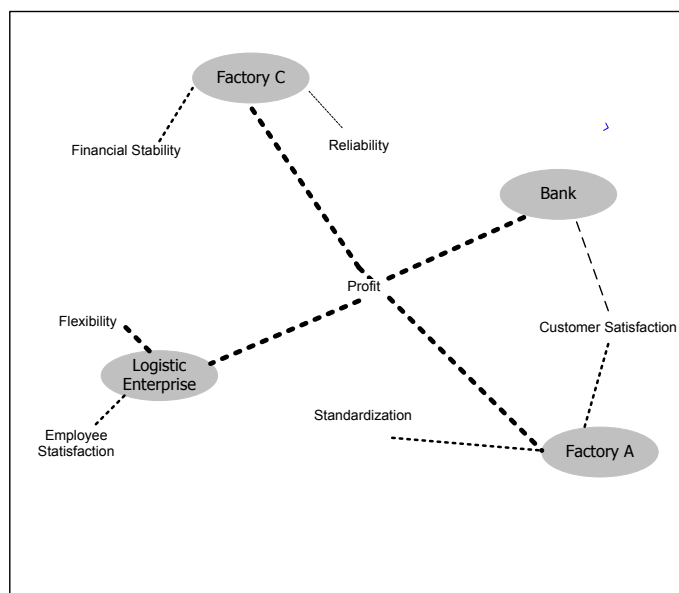 Factory C
Financial Stability
Reliability
Bank
Profit
Flexibility
Customer Satisfaction
Logistic
Enterprise
Standardization
Employee
Statisfaction
Factory A